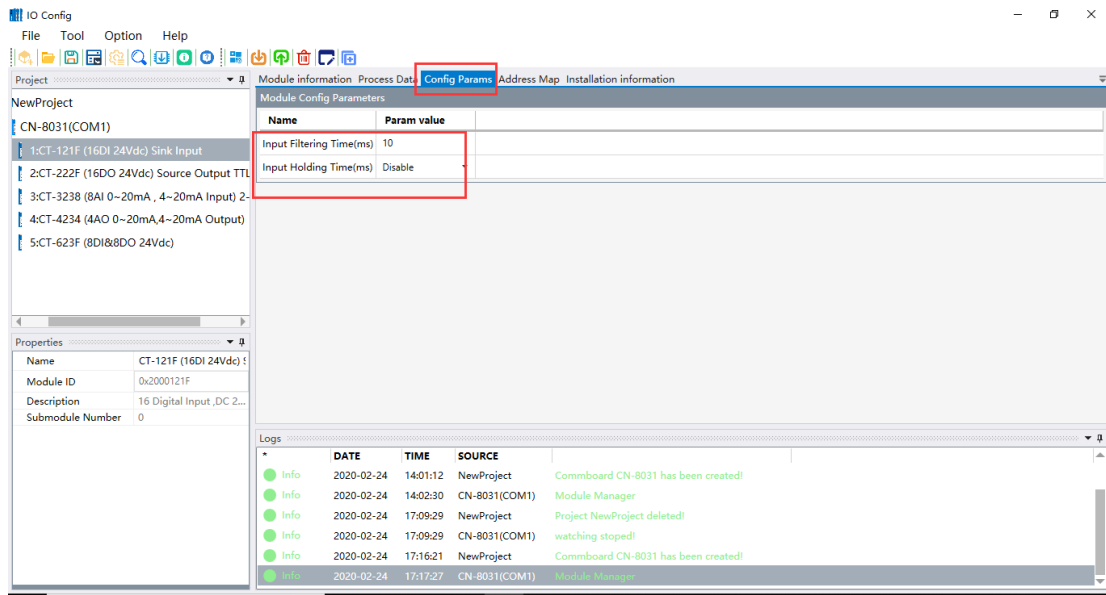 IO Config
File Tool Option Help
Project
NewProject
CN-8031(COM1)
1:CT-121F (16DI 24Vdc) Sink Input
2:CT-222F (16DO 24Vdc) Source Output TTL
3:CT-3238 (8AI 0~20mA , 4~20mA Input) 2-
4:CT-4234 (4AO 0~20mA,4~20mA Output)
5:CT-623F (8DI&8DO 24Vdc)
Properties
Name CT-121F (16DI 24Vdc) S
Module ID 0x2000121F
Description 16 Digital Input ,DC 2...
Submodule Number 0
Module information Process Data Config Params Address Map Installation information
Module Config Parameters
Name Param value
Input Filtering Time(ms) 10
Input Holding Time(ms) Disable
Logs
* DATE TIME SOURCE
Info 2020-02-24 14:01:12 NewProject Commboard CN-8031 has been created!
Info 2020-02-24 14:02:30 CN-8031(COM1) Module Manager
Info 2020-02-24 17:09:29 NewProject Project NewProject deleted!
Info 2020-02-24 17:09:29 CN-8031(COM1) watching stoped!
Info 2020-02-24 17:16:21 NewProject Commboard CN-8031 has been created!
Info 2020-02-24 17:17:27 CN-8031(COM1) Module Manager